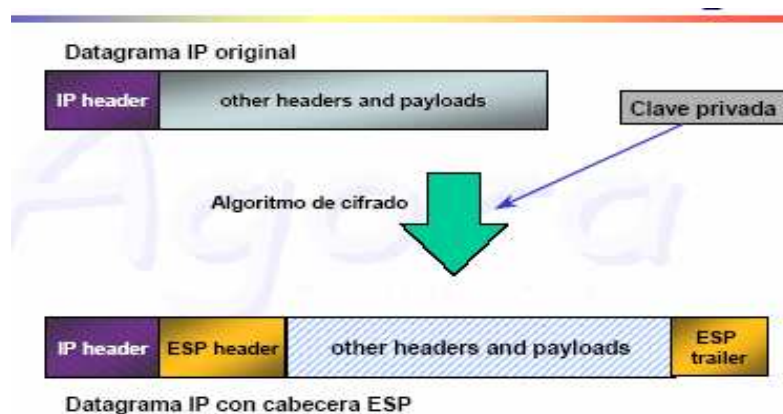 Datagrama IP original
IP header
other headers and payloads
Clave privada
Algoritmo de cifrado
IP header
ESP header
other headers and payloads
ESP
trailer
Datagrama IP con cabecera ESP
Agora